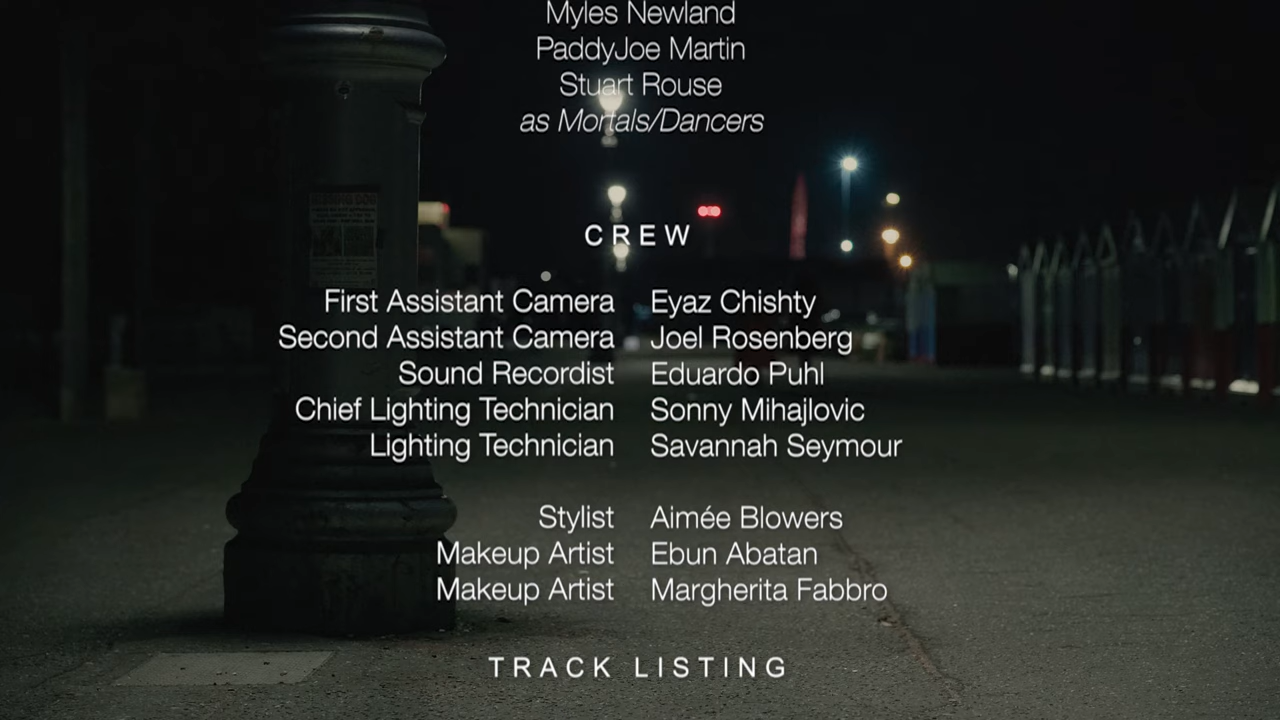 Myles Newland
PaddyJoe Martin
Stuart Rouse
as Mortals/Dancers
CREW
First Assistant Camera Eyaz Chishty
Second Assistant Camera Joel Rosenberg
Sound Recordist Eduardo Puhl
Chief Lighting Technician Sonny Mihajlovic
Lighting Technician Savannah Seymour
Stylist Aimée Blowers
Makeup Artist Ebun Abatan
Makeup Artist Margherita Fabbro
TRACK LISTING